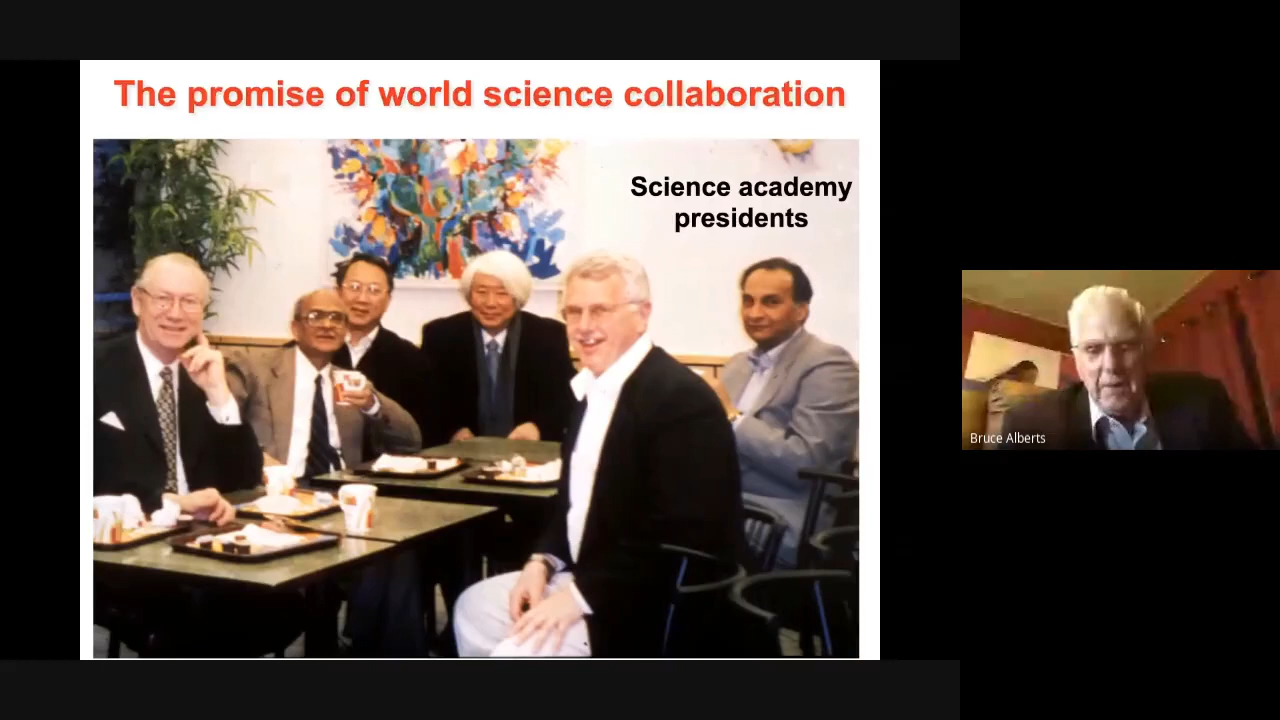 The promise of world science collaboration
Science academy
presidents
Bruce Alberts